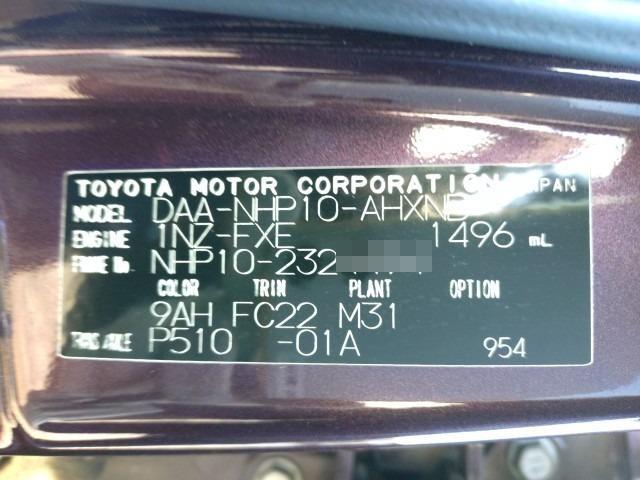 TOYOTA MOTOR CORPORATION JAPAN
MODEL DAA-NHP10-AHXNB
ENGINE 1NZ-FXE 1496 mL
FRAME No. NHP10-232
COLOR TRIM PLANT OPTION
9AH FC22 M31
TRANS AXLE P510 -01A 954